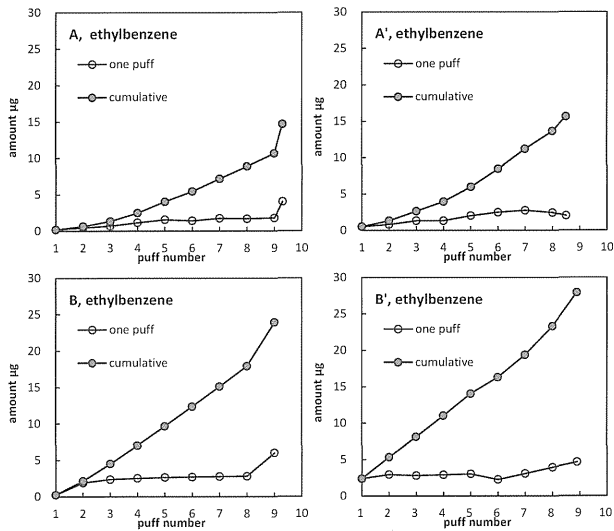 A, ethylbenzene
one puff
cumulative
amount µg
30
25
20
15
10
5
0
1 2 3 4 5 6 7 8 9 10
puff number
A', ethylbenzene
one puff
cumulative
amount µg
30
25
20
15
10
5
0
1 2 3 4 5 6 7 8 9 10
puff number
B, ethylbenzene
one puff
cumulative
amount µg
30
25
20
15
10
5
0
1 2 3 4 5 6 7 8 9 10
puff number
B', ethylbenzene
one puff
cumulative
amount µg
30
25
20
15
10
5
0
1 2 3 4 5 6 7 8 9 10
puff number